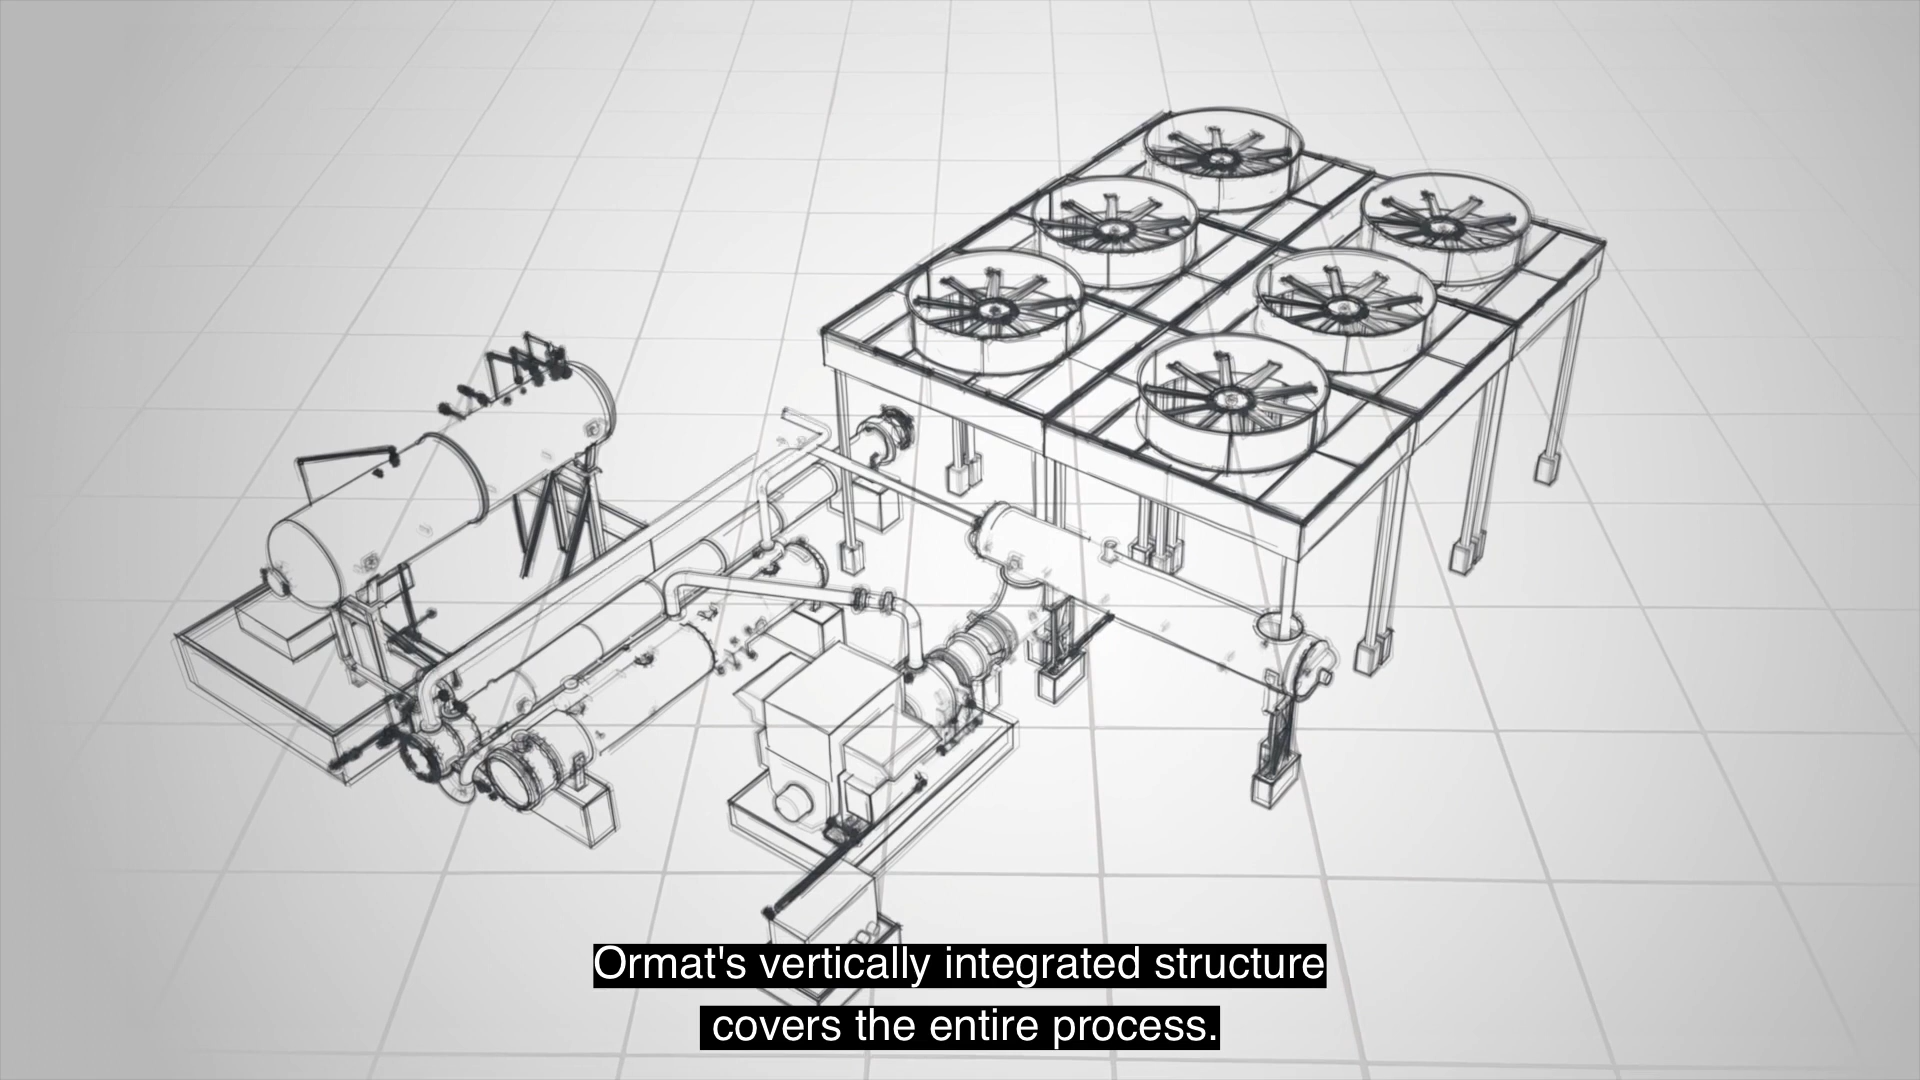 Ormat's vertically integrated structure
covers the entire process.